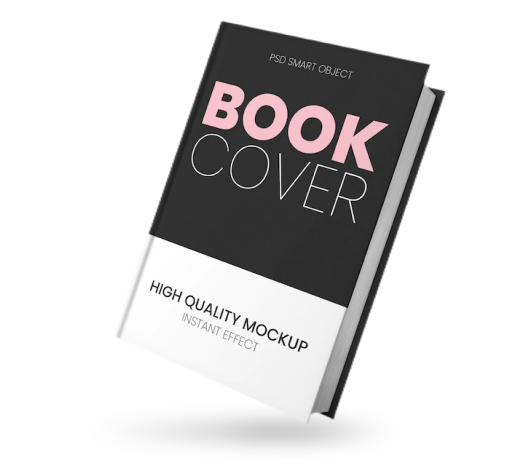 PSD SMART OBJECT
BOOK
COVER
HIGH QUALITY MOCKUP
INSTANT EFFECT